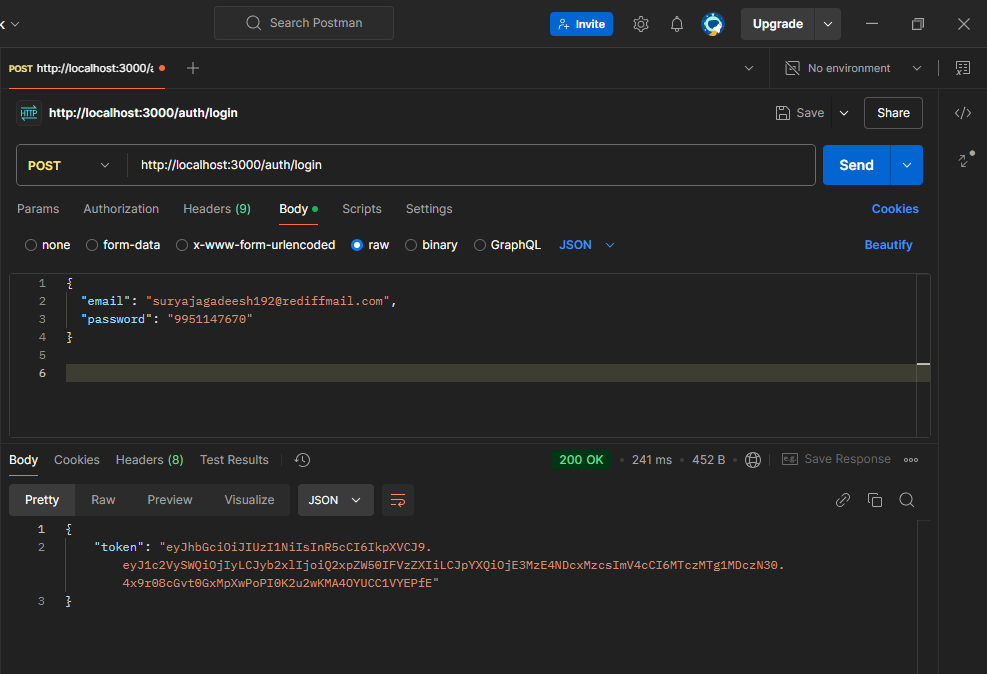 Search Postman
Invite
Upgrade
POST http://localhost:3000/a
No environment
HTTP
http://localhost:3000/auth/login
Save
Share
POST
http://localhost:3000/auth/login
Send
Params Authorization Headers (9) Body Scripts Settings Cookies
none form-data x-www-form-urlencoded raw binary GraphQL JSON Beautify
1 {
2 "email": "suryajagadeesh192@rediffmail.com",
3 "password": "9951147670"
4 }
5
6
Body Cookies Headers (8) Test Results 200 OK 241 ms 452 B Save Response
Pretty Raw Preview Visualize JSON
1 {
2 "token": "eyJhbGciOiJIUzI1NiIsInR5cCI6IkpXVCJ9.
eyJ1c2VySWQiOjIyLCJyb2xlIjoiQ2xpZW50IFVzZXIiLCJpYXQiOjE3MzE4NDcxMzcsImV4cCI6MTczMTg1MDczN30.
4x9r08cGvt0GxMpXwPoPI0K2u2wKMA4OYUCC1VYEPfE"
3 }